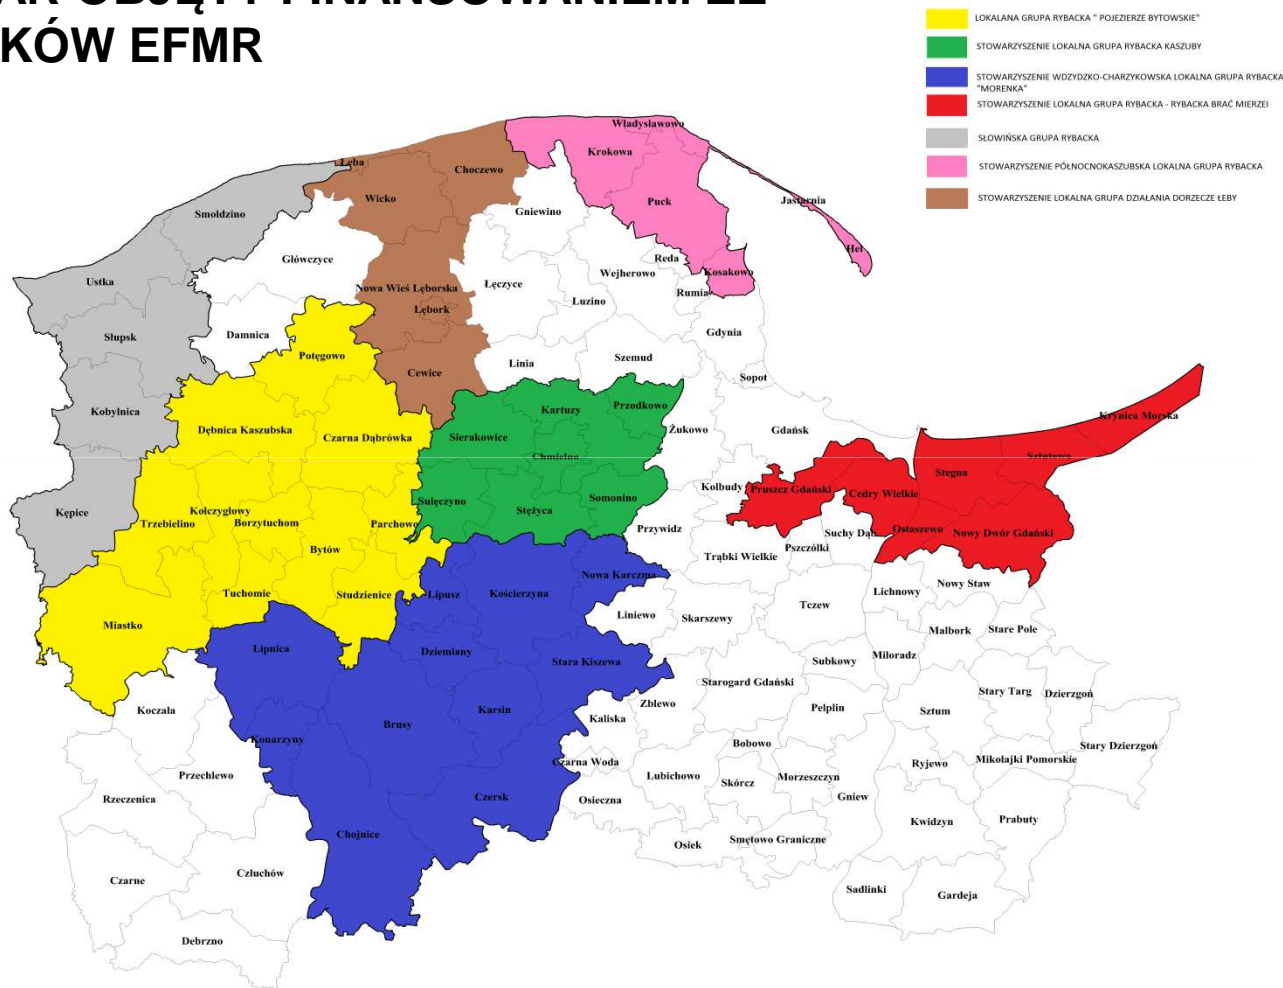 AR OBJĘTY FINANSOWANIEM ZE
KÓW EFMR
LOKALANA GRUPA RYBACKA " POJEZIERZE BYTOWSKIE"
STOWARZYSZENIE LOKALNA GRUPA RYBACKA KASZUBY
STOWARZYSZENIE WDZYDZKO-CHARZYKOWSKA LOKALNA GRUPA RYBACKA
"MORENKA"
STOWARZYSZENIE LOKALNA GRUPA RYBACKA - RYBACKA BRAĆ MIERZEI
SŁOWIŃSKA GRUPA RYBACKA
STOWARZYSZENIE PÓŁNOCNOKASZUBSKA LOKALNA GRUPA RYBACKA
STOWARZYSZENIE LOKALNA GRUPA DZIAŁANIA DORZECZE ŁEBY
Władysławowo
Krokowa
Łeba
Choczewo
Wicko
Puck
Jastarnia
Smołdzino
Gniewino
Hel
Główczyce
Reda
Wejherowo
Kosakowo
Ustka
Nowa Wieś Lęborska
Łęczyce
Rumia
Luzino
Lębork
Słupsk
Damnica
Gdynia
Potęgowo
Szemud
Linia
Cewice
Sopot
Kobylnica
Kartuzy
Przodkowo
Krynica Morska
Dębnica Kaszubska
Czarna Dąbrówka
Sierakowice
Żukowo
Gdańsk
Chmielno
Sztutowo
Stegna
Kolbudy
Pruszcz Gdański
Cedry Wielkie
Sulęczyno
Somonino
Stężyca
Kępice
Kołczygłowy
Trzebielino
Borzytuchom
Parchowo
Przywidz
Suchy Dąb
Ostaszewo
Nowy Dwór Gdański
Bytów
Pszczółki
Trąbki Wielkie
Nowa Karczma
Nowy Staw
Tuchomie
Studzienice
Lipusz
Kościerzyna
Lichnowy
Tczew
Liniewo
Skarszewy
Miastko
Malbork
Stare Pole
Lipnica
Dziemiany
Stara Kiszewa
Subkowy
Miłoradz
Starogard Gdański
Stary Targ
Dzierzgoń
Zblewo
Koczała
Karsin
Kaliska
Pelplin
Sztum
Brusy
Konarzyny
Bobowo
Stary Dzierzgoń
Czarna Woda
Ryjewo
Mikołajki Pomorskie
Przechlewo
Lubichowo
Skórcz
Morzeszczyn
Rzeczenica
Czersk
Osieczna
Gniew
Kwidzyn
Prabuty
Chojnice
Osiek
Smętowo Graniczne
Człuchów
Czarne
Sadlinki
Gardeja
Debrzno